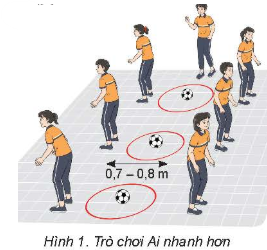 0,7 – 0,8 m
Hình 1. Trò chơi Ai nhanh hơn